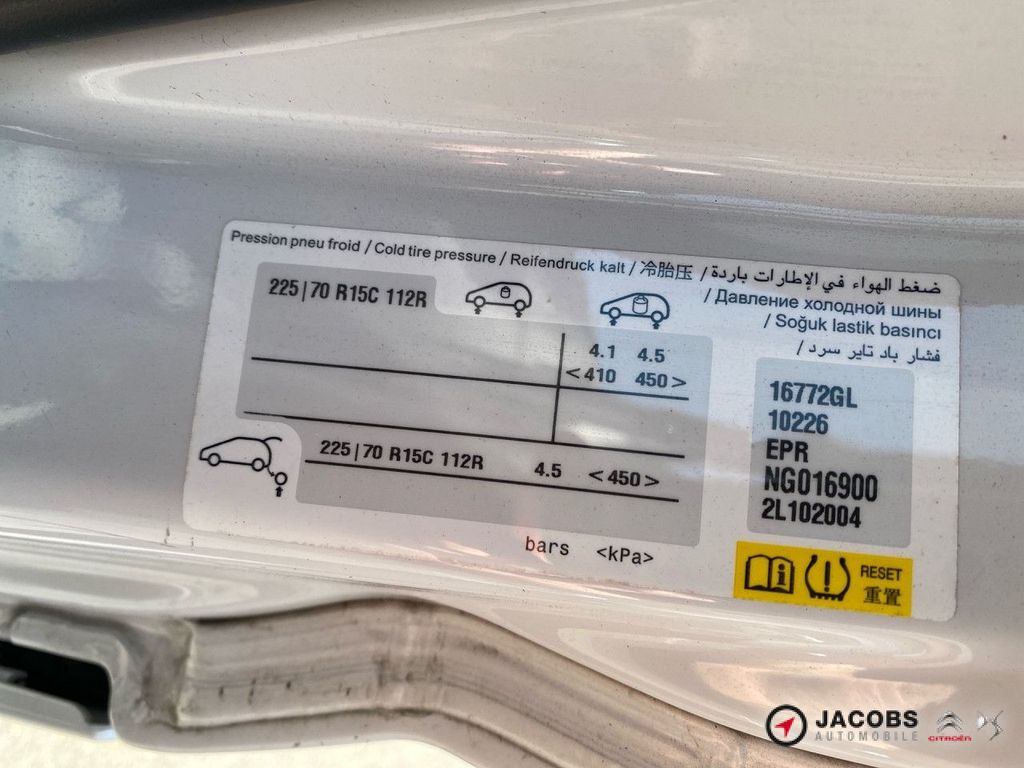 Pression pneu froid / Cold tire pressure / Reifendruck kalt / 冷胎压 / ضغط الهواء في الإطارات باردة
/ Давление холодной шины
/ Soğuk lastik basıncı
/ فشار باد تایر سرد
225|70 R15C 112R
4.1 4.5
<410 450>
225|70 R15C 112R 4.5 <450>
bars <kPa>
16772GL
10226
EPR
NG016900
2L102004
RESET
重置
JACOBS
AUTOMOBILE
CITROËN